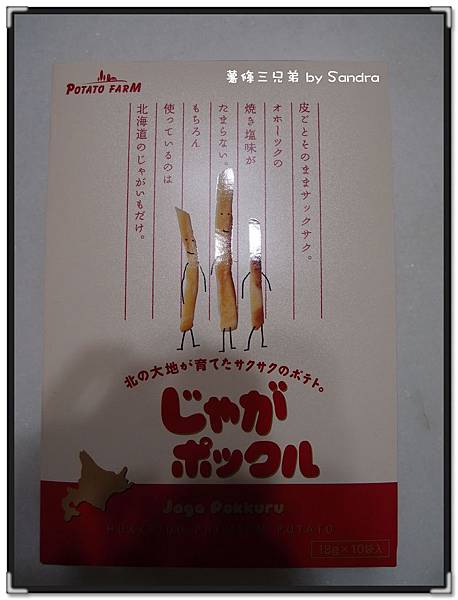 POTATO FARM
薯條三兄弟 by Sandra
皮ごとそのままサックサク。
オホーツクの
焼き塩味が
たまらない。
もちろん
使っているのは
北海道のじゃがいもだけ。
北の大地が育てたサクサクのポテト。
じゃが
ポックル
Jaga Pokkuru
HOKKAIDO PREMIUM POTATO
18g×10袋入